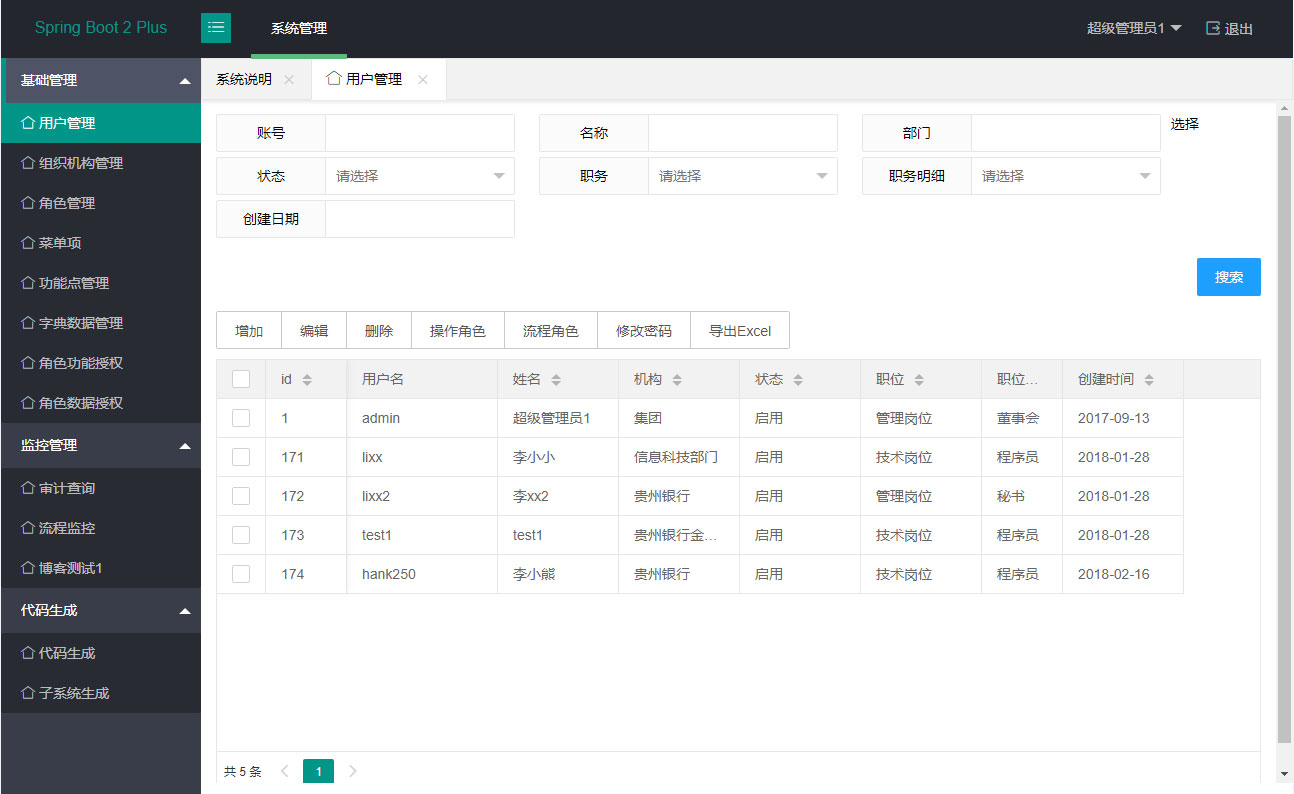 Spring Boot 2 Plus
系统管理
超级管理员1
退出
基础管理
用户管理
组织机构管理
角色管理
菜单项
功能点管理
字典数据管理
角色功能授权
角色数据授权
监控管理
审计查询
流程监控
博客测试1
代码生成
代码生成
子系统生成
系统说明 用户管理
账号 名称 部门 选择
状态 请选择 职务 请选择 职务明细 请选择
创建日期
搜索
增加 编辑 删除 操作角色 流程角色 修改密码 导出Excel
id 用户名 姓名 机构 状态 职位 职位... 创建时间
1 admin 超级管理员1 集团 启用 管理岗位 董事会 2017-09-13
171 lixx 李小小 信息科技部门 启用 技术岗位 程序员 2018-01-28
172 lixx2 李xx2 贵州银行 启用 管理岗位 秘书 2018-01-28
173 test1 test1 贵州银行金... 启用 技术岗位 程序员 2018-01-28
174 hank250 李小熊 贵州银行 启用 技术岗位 程序员 2018-02-16
共 5 条 1